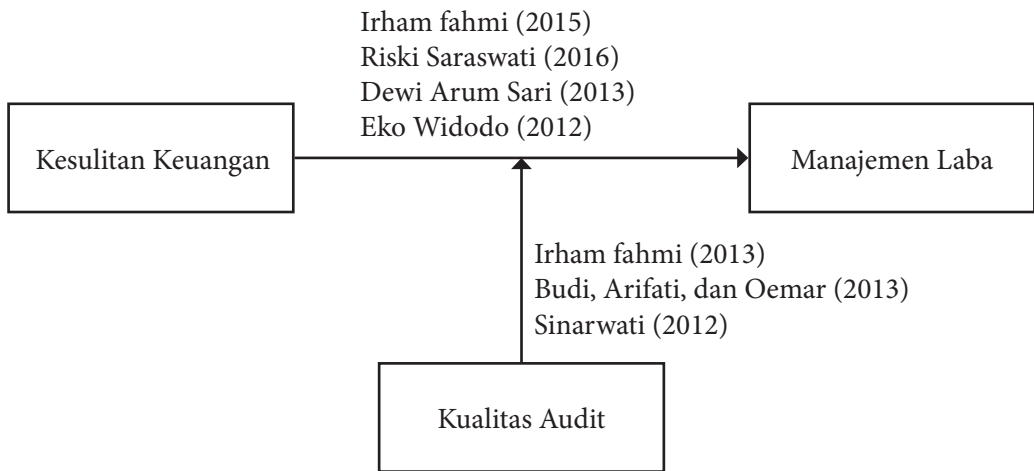 Irham fahmi (2015)
Riski Saraswati (2016)
Dewi Arum Sari (2013)
Eko Widodo (2012)
Kesulitan Keuangan
Manajemen Laba
Irham fahmi (2013)
Budi, Arifati, dan Oemar (2013)
Sinarwati (2012)
Kualitas Audit